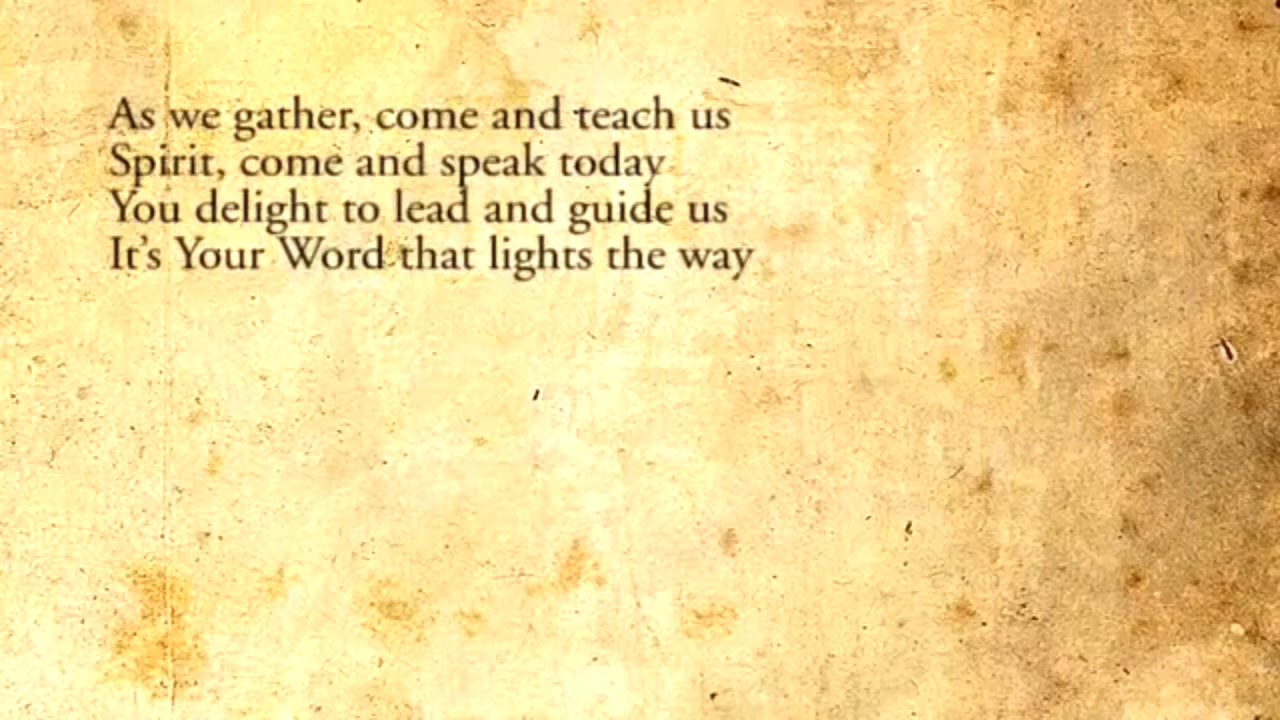 As we gather, come and teach us
Spirit, come and speak today
You delight to lead and guide us
It’s Your Word that lights the way